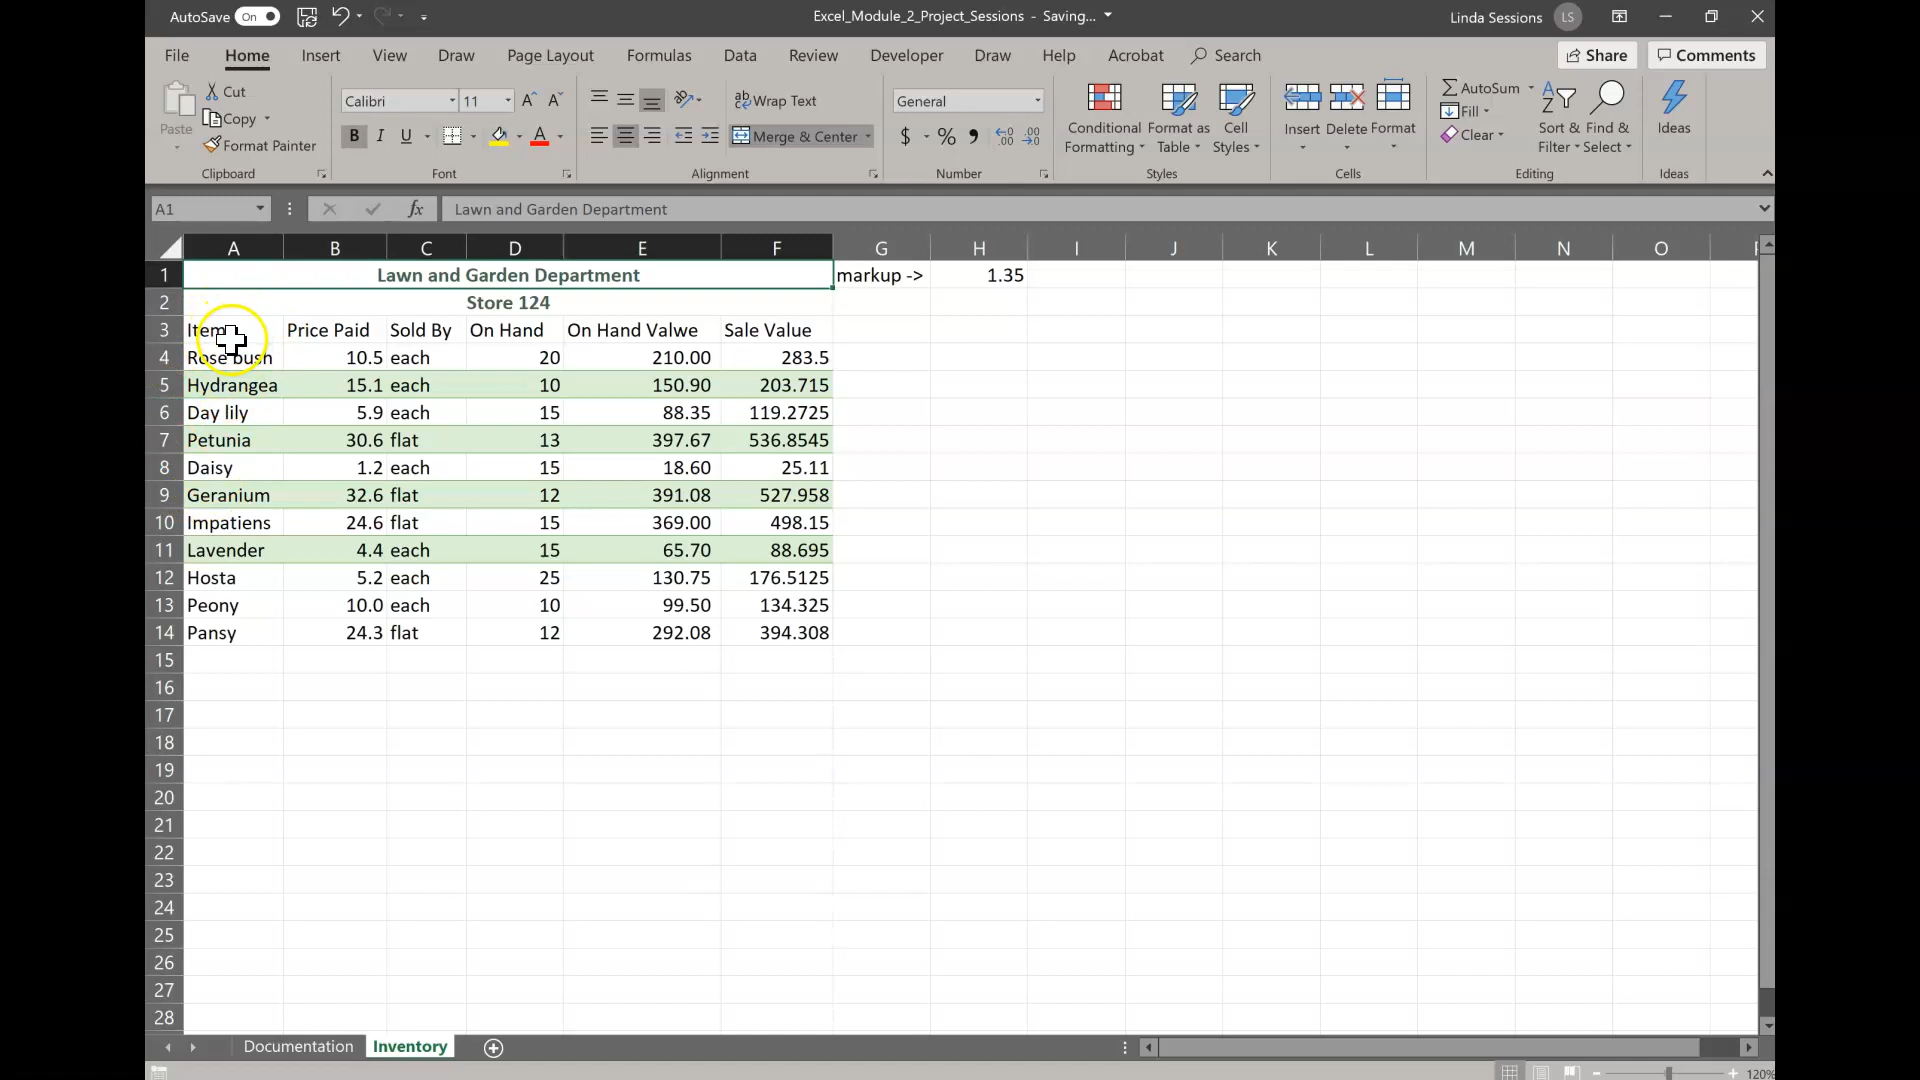 AutoSave On
Excel_Module_2_Project_Sessions - Saving...
Linda Sessions LS
File Home Insert View Draw Page Layout Formulas Data Review Developer Draw Help Acrobat Search Share Comments
Paste Cut Copy Format Painter
Clipboard
Calibri 11 A A
B I U A
Font
ab Wrap Text
Merge & Center
Alignment
General
$ % ,
Number
Conditional Formatting
Format as Table
Cell Styles
Styles
Insert Delete Format
Cells
AutoSum
Fill
Clear
Sort & Filter
Find & Select
Editing
Ideas
Ideas
A1 fx Lawn and Garden Department
A B C D E F G H I J K L M N O
1 Lawn and Garden Department markup -> 1.35
2 Store 124
3 Item Price Paid Sold By On Hand On Hand Valwe Sale Value
4 Rose bush 10.5 each 20 210.00 283.5
5 Hydrangea 15.1 each 10 150.90 203.715
6 Day lily 5.9 each 15 88.35 119.2725
7 Petunia 30.6 flat 13 397.67 536.8545
8 Daisy 1.2 each 15 18.60 25.11
9 Geranium 32.6 flat 12 391.08 527.958
10 Impatiens 24.6 flat 15 369.00 498.15
11 Lavender 4.4 each 15 65.70 88.695
12 Hosta 5.2 each 25 130.75 176.5125
13 Peony 10.0 each 10 99.50 134.325
14 Pansy 24.3 flat 12 292.08 394.308
15
16
17
18
19
20
21
22
23
24
25
26
27
28
Documentation Inventory
120%